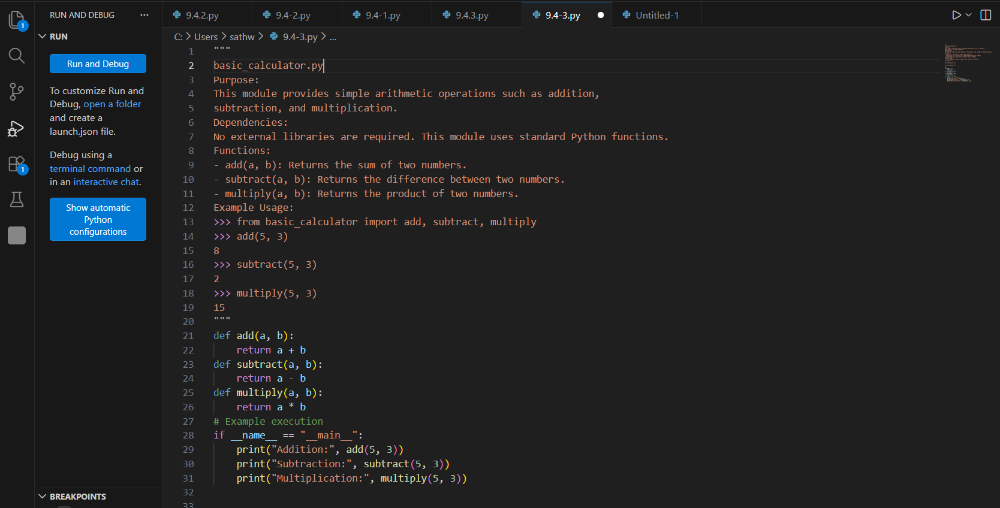 RUN AND DEBUG ...
9.4.2.py
9.4-2.py
9.4-1.py
9.4.3.py
9.4-3.py
Untitled-1
RUN
Run and Debug
To customize Run and
Debug, open a folder
and create a
launch.json file.
Debug using a
terminal command or
in an interactive chat.
Show automatic
Python
configurations
BREAKPOINTS
1
1
C: > Users > sathw > 9.4-3.py > ...
1 """
2 basic_calculator.py
3 Purpose:
4 This module provides simple arithmetic operations such as addition,
5 subtraction, and multiplication.
6 Dependencies:
7 No external libraries are required. This module uses standard Python functions.
8 Functions:
9 - add(a, b): Returns the sum of two numbers.
10 - subtract(a, b): Returns the difference between two numbers.
11 - multiply(a, b): Returns the product of two numbers.
12 Example Usage:
13 >>> from basic_calculator import add, subtract, multiply
14 >>> add(5, 3)
15 8
16 >>> subtract(5, 3)
17 2
18 >>> multiply(5, 3)
19 15
20 """
21 def add(a, b):
22     return a + b
23 def subtract(a, b):
24     return a - b
25 def multiply(a, b):
26     return a * b
27 # Example execution
28 if __name__ == "__main__":
29     print("Addition:", add(5, 3))
30     print("Subtraction:", subtract(5, 3))
31     print("Multiplication:", multiply(5, 3))
32
33